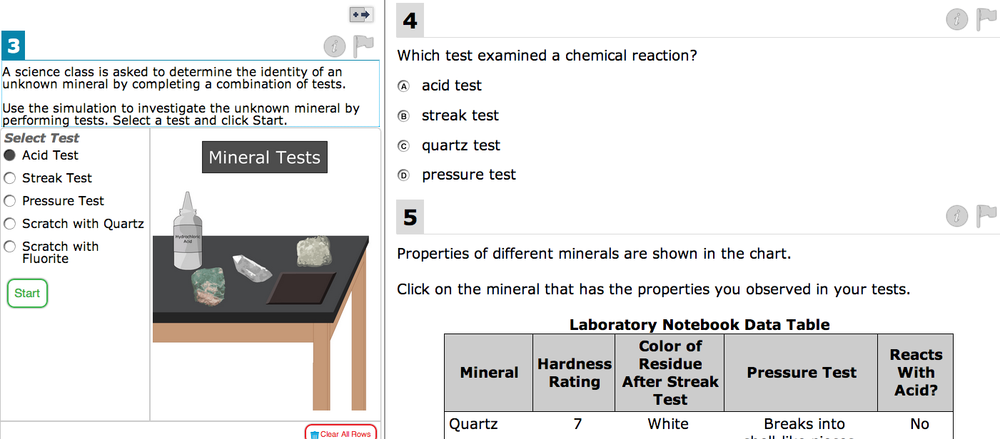 3
A science class is asked to determine the identity of an
unknown mineral by completing a combination of tests.
Use the simulation to investigate the unknown mineral by
performing tests. Select a test and click Start.
Select Test
Acid Test
Streak Test
Pressure Test
Scratch with Quartz
Scratch with
Fluorite
Start
Mineral Tests
Hydrochloric
Acid
Clear All Rows
4
Which test examined a chemical reaction?
A acid test
B streak test
C quartz test
D pressure test
5
Properties of different minerals are shown in the chart.
Click on the mineral that has the properties you observed in your tests.
Laboratory Notebook Data Table
Mineral
Hardness
Rating
Color of
Residue
After Streak
Test
Pressure Test
Reacts
With
Acid?
Quartz 7 White Breaks into No